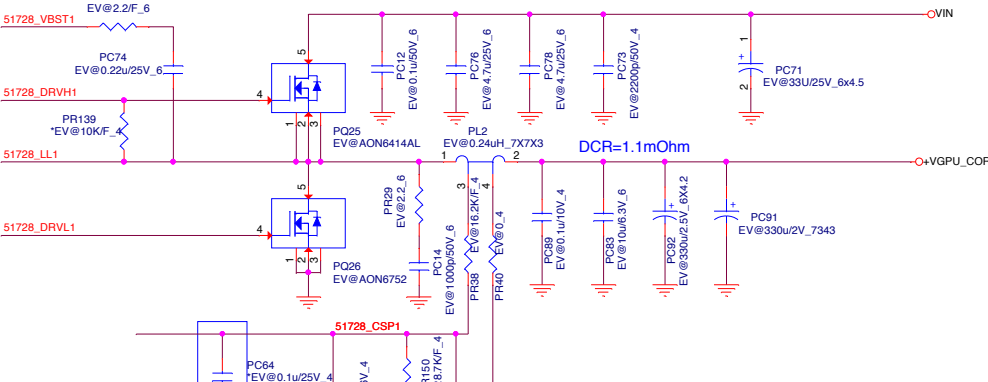 EV@2.2/F_6
51728_VBST1
VIN
PC74
EV@0.22u/25V_6
5
PC12
EV@0.1u/50V_6
PC76
EV@4.7u/25V_6
PC78
EV@4.7u/25V_6
PC73
EV@2200p/50V_4
1
+
2
PC71
EV@33U/25V_6x4.5
51728_DRVH1
4
PR139
*EV@10K/F_4
1
2
3
PQ25
EV@AON6414AL
PL2
EV@0.24uH_7X7X3
DCR=1.1mOhm
51728_LL1
1
2
+VGPU_COR
3
4
5
PR29
EV@2.2_6
EV@16.2K/F_4
EV@0_4
51728_DRVL1
4
PC89
EV@0.1u/10V_4
PC83
EV@10u/6.3V_6
+
PC92
EV@330u/2.5V_6X4.2
+
PC91
EV@330u/2V_7343
1
2
3
PQ26
EV@AON6752
PC14
EV@1000p/50V_6
PR38
PR40
51728_CSP1
PC64
*EV@0.1u/25V_4